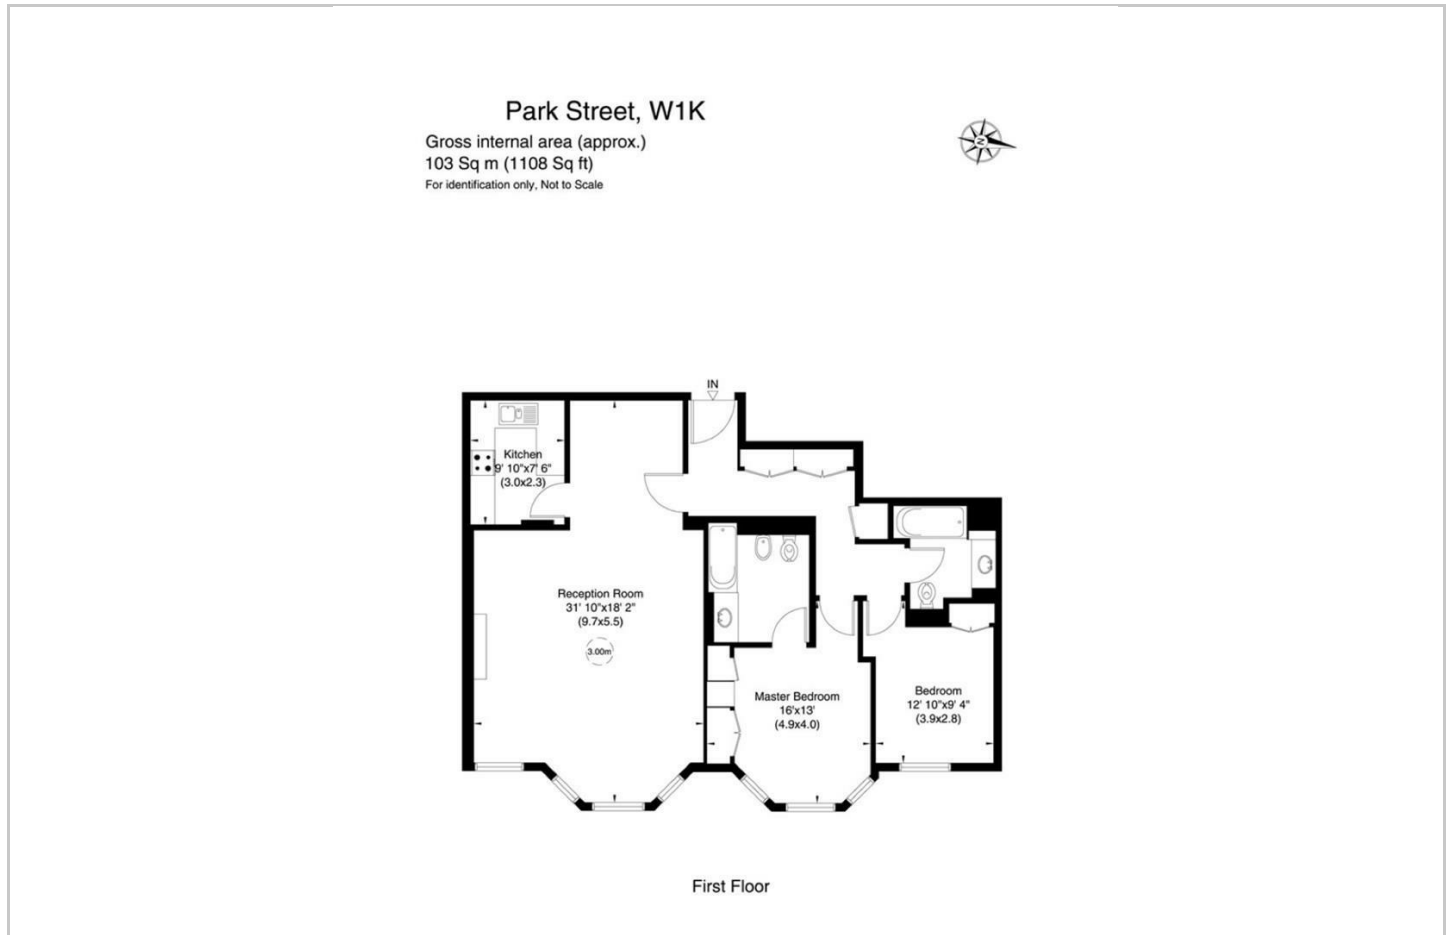 Park Street, W1K
Gross internal area (approx.)
103 Sq m (1108 Sq ft)
For identification only, Not to Scale
N
IN
Kitchen
9' 10"x7' 6"
(3.0x2.3)
Reception Room
31' 10"x18' 2"
(9.7x5.5)
3.00m
Master Bedroom
16'x13'
(4.9x4.0)
Bedroom
12' 10"x9' 4"
(3.9x2.8)
First Floor